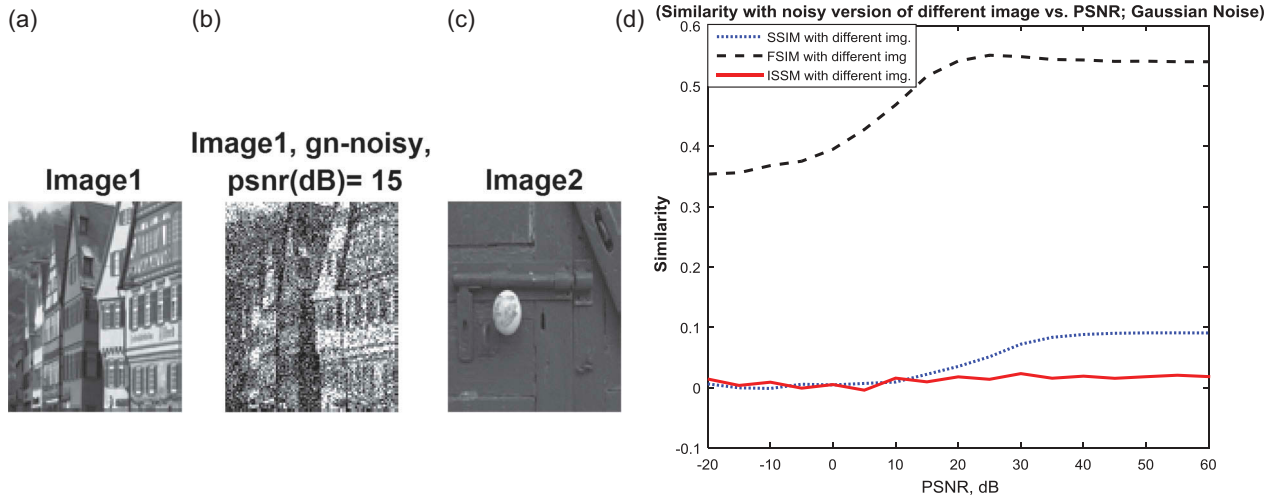 (a)
(b)
(c)
(d)
Image1
Image1, gn-noisy,
psnr(dB)= 15
Image2
(Similarity with noisy version of different image vs. PSNR; Gaussian Noise)
SSIM with different img.
FSIM with different img
ISSM with different img.
0.6
0.5
0.4
0.3
0.2
0.1
0
-0.1
Similarity
-20
-10
0
10
20
30
40
50
60
PSNR, dB